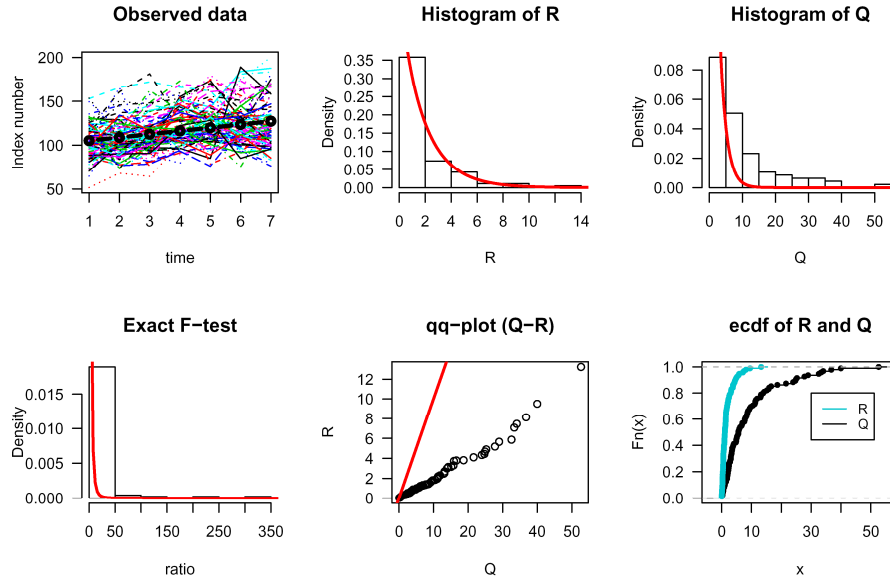 Observed data
Index number
200
150
100
50
1 2 3 4 5 6 7
time
Histogram of R
Density
0.35
0.30
0.25
0.20
0.15
0.10
0.05
0.00
0 2 4 6 8 10 14
R
Histogram of Q
Density
0.08
0.06
0.04
0.02
0.00
0 10 20 30 40 50
Q
Exact F−test
Density
0.015
0.010
0.005
0.000
0 50 150 250 350
ratio
qq−plot (Q−R)
R
12
10
8
6
4
2
0
0 10 20 30 40 50
Q
ecdf of R and Q
Fn(x)
1.0
0.8
0.6
0.4
0.2
0.0
R
Q
0 10 30 50
x